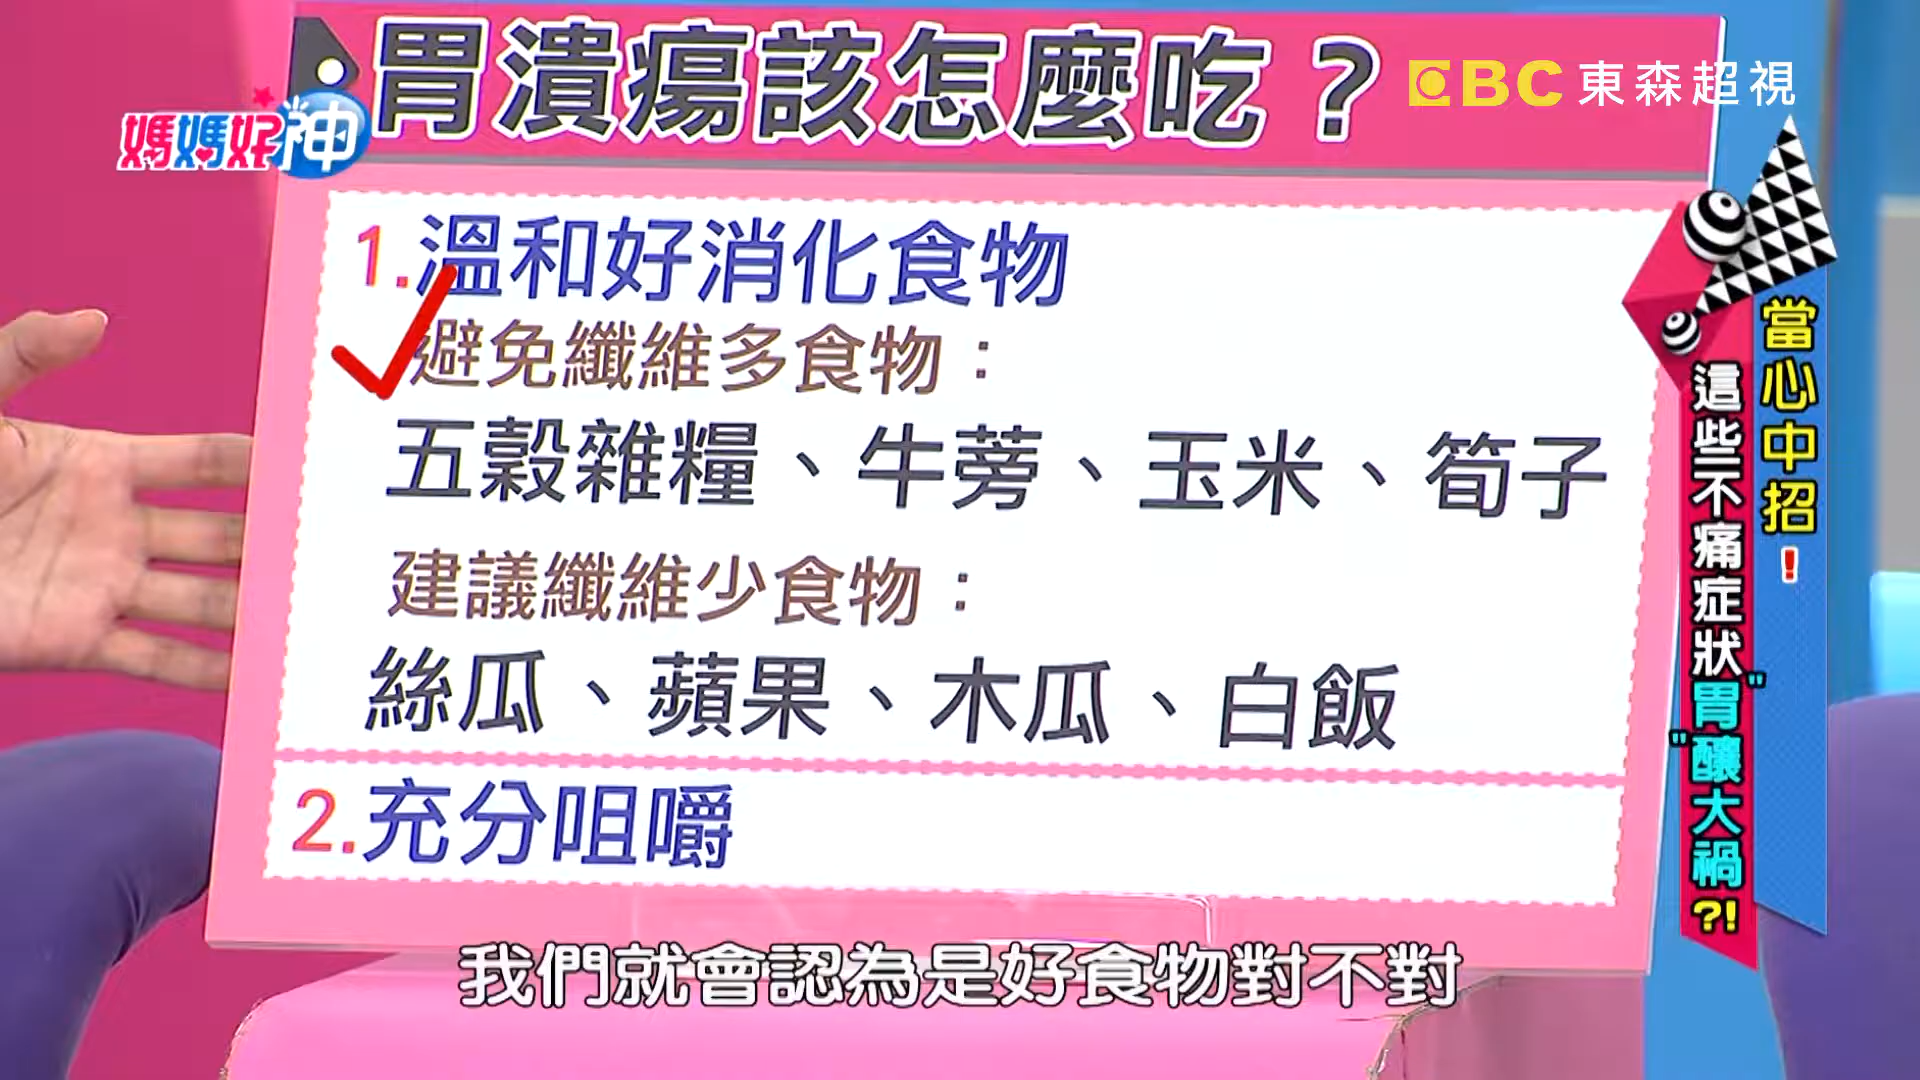 胃潰瘍該怎麼吃？
EBC 東森超視
媽媽好神
1.溫和好消化食物
避免纖維多食物：
五穀雜糧、牛蒡、玉米、筍子
建議纖維少食物：
絲瓜、蘋果、木瓜、白飯
2.充分咀嚼
當心中招！
這些不痛症狀"胃"釀大禍?!
我們就會認為是好食物對不對